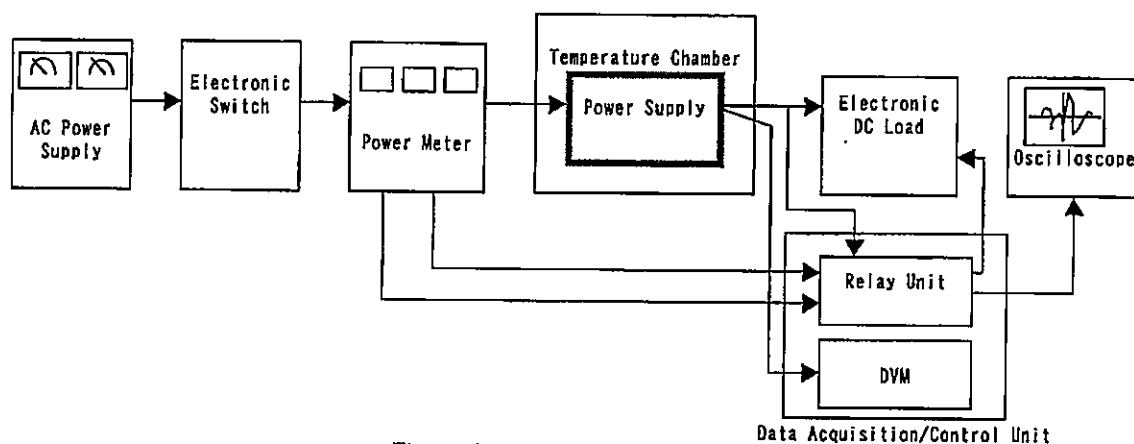 AC Power
Supply
Electronic
Switch
Power Meter
Temperature Chamber
Power Supply
Electronic
DC Load
Oscilloscope
Relay Unit
DVM
Data Acquisition/Control Unit